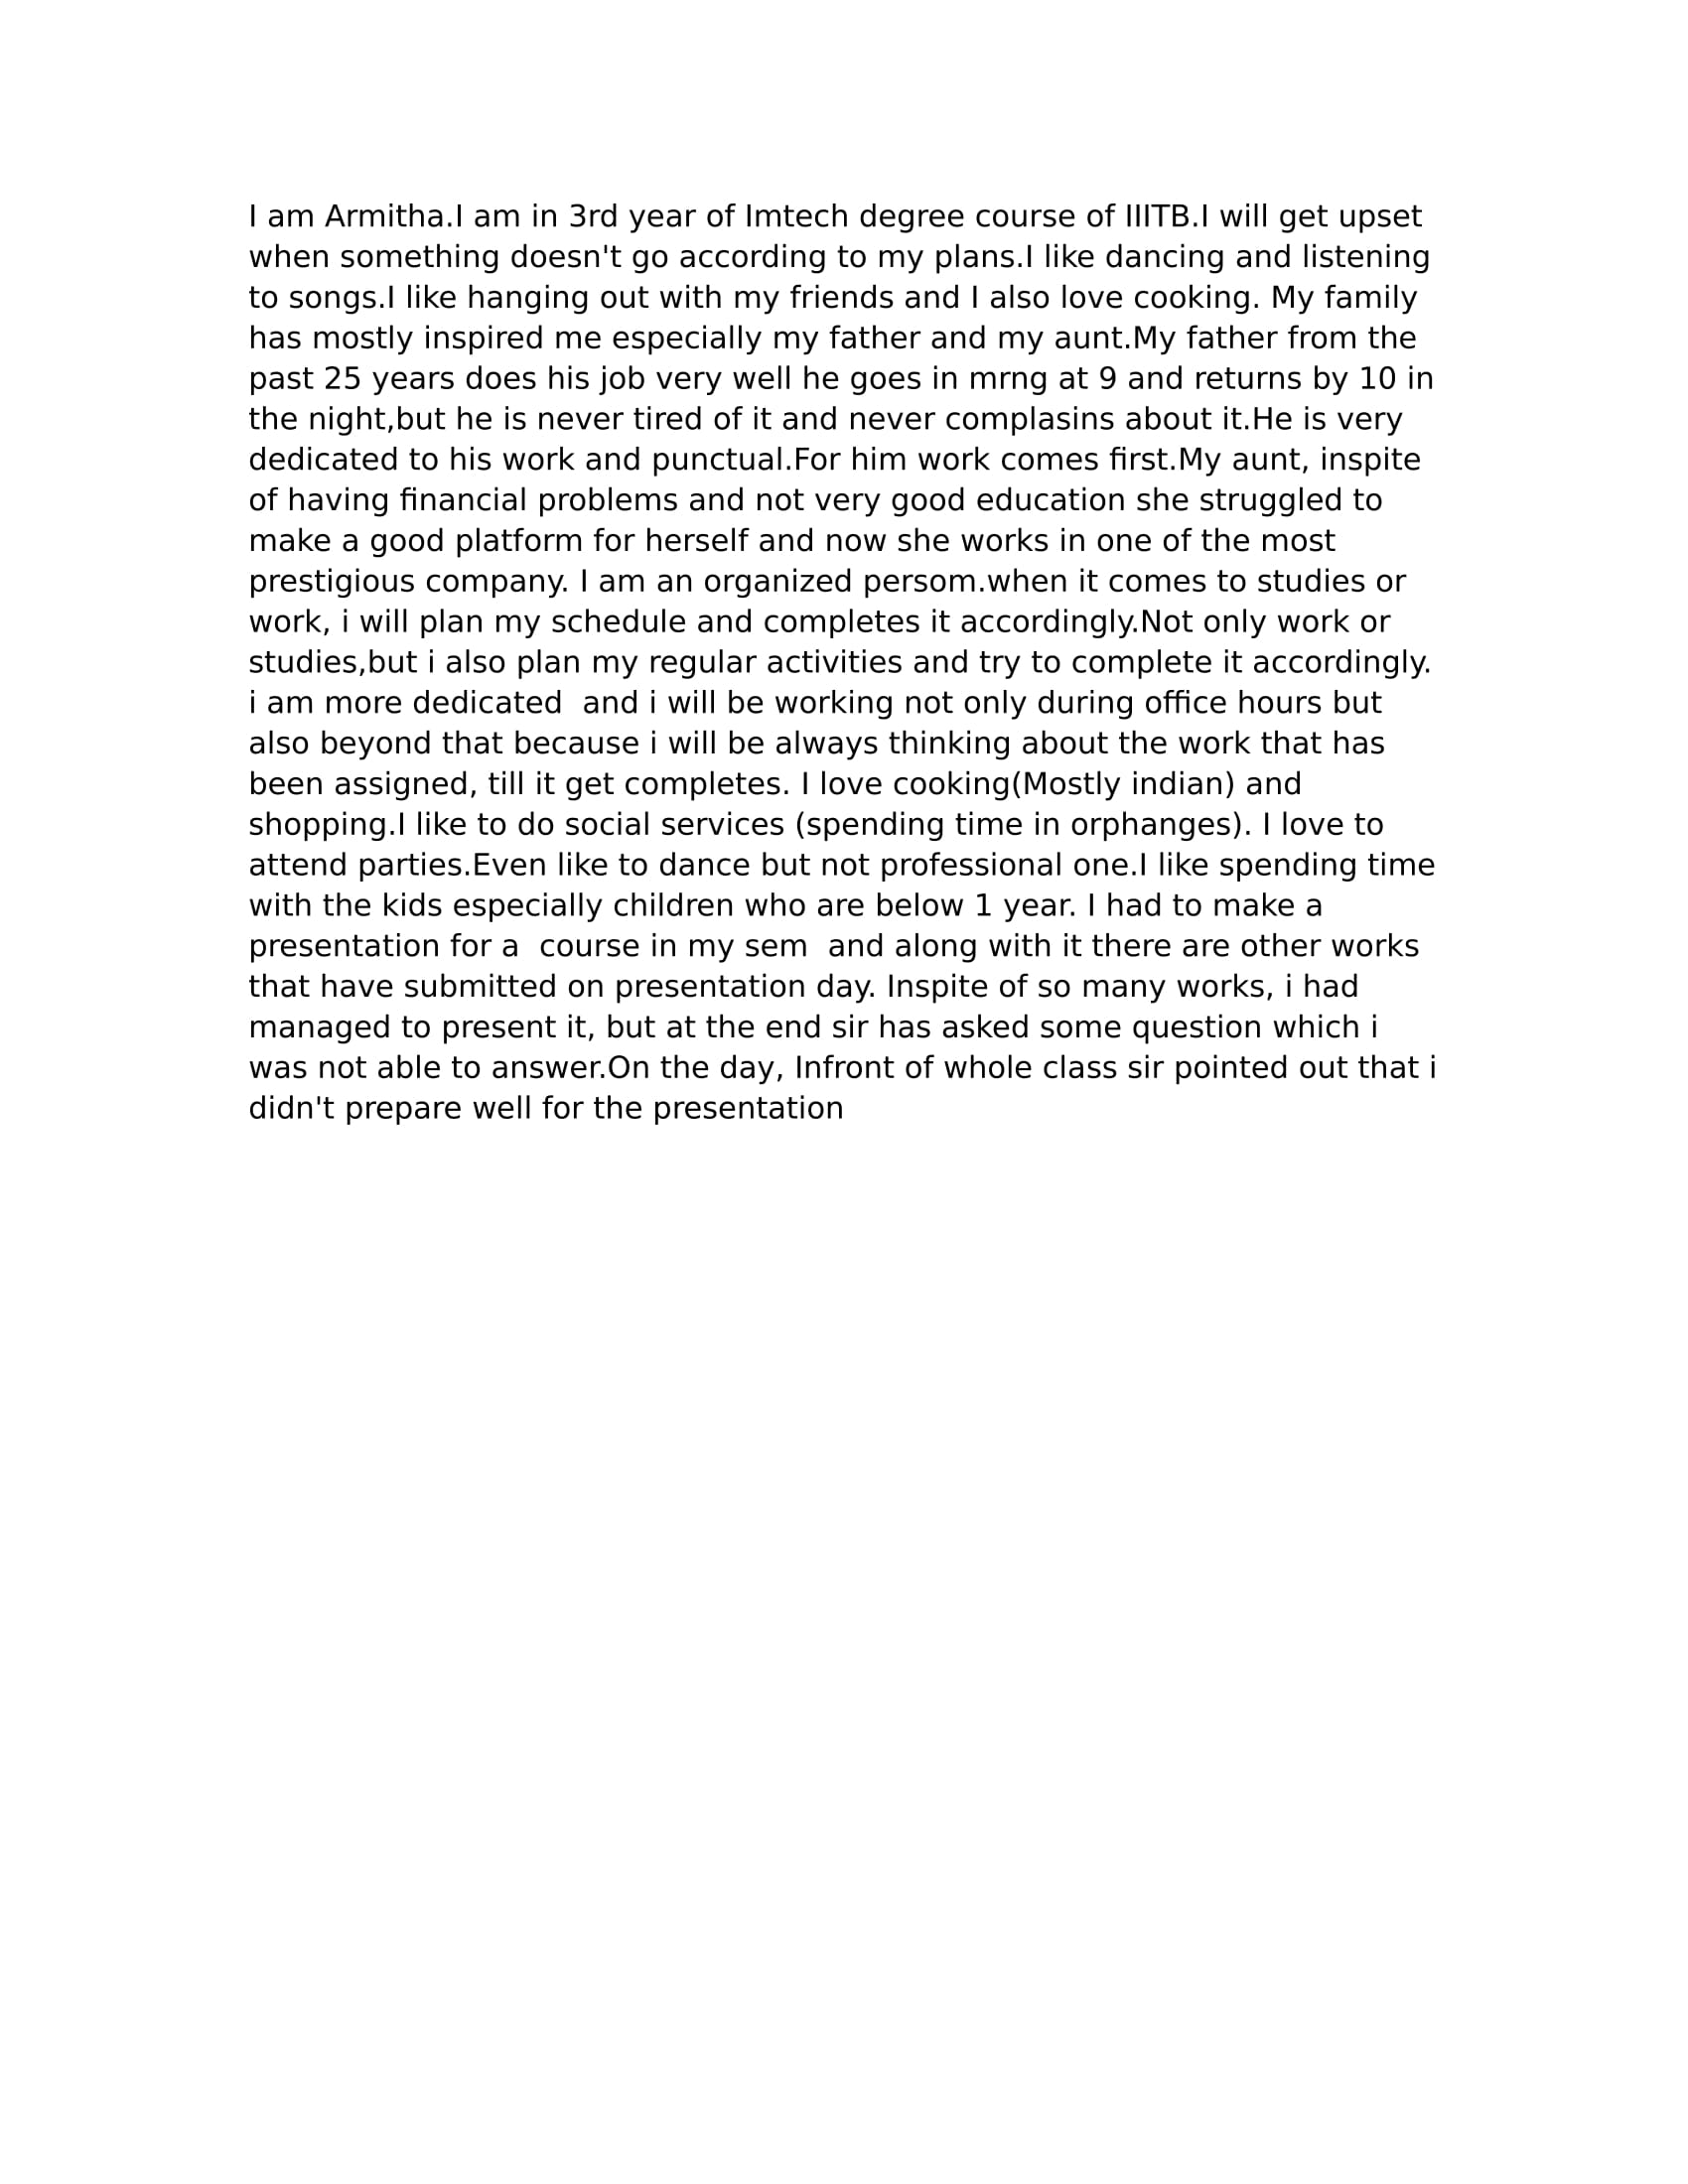 I am Armitha.I am in 3rd year of Imtech degree course of IIITB.I will get upset
when something doesn't go according to my plans.I like dancing and listening
to songs.I like hanging out with my friends and I also love cooking. My family
has mostly inspired me especially my father and my aunt.My father from the
past 25 years does his job very well he goes in mrng at 9 and returns by 10 in
the night,but he is never tired of it and never complasins about it.He is very
dedicated to his work and punctual.For him work comes first.My aunt, inspite
of having financial problems and not very good education she struggled to
make a good platform for herself and now she works in one of the most
prestigious company. I am an organized persom.when it comes to studies or
work, i will plan my schedule and completes it accordingly.Not only work or
studies,but i also plan my regular activities and try to complete it accordingly.
i am more dedicated  and i will be working not only during office hours but
also beyond that because i will be always thinking about the work that has
been assigned, till it get completes. I love cooking(Mostly indian) and
shopping.I like to do social services (spending time in orphanges). I love to
attend parties.Even like to dance but not professional one.I like spending time
with the kids especially children who are below 1 year. I had to make a
presentation for a  course in my sem  and along with it there are other works
that have submitted on presentation day. Inspite of so many works, i had
managed to present it, but at the end sir has asked some question which i
was not able to answer.On the day, Infront of whole class sir pointed out that i
didn't prepare well for the presentation